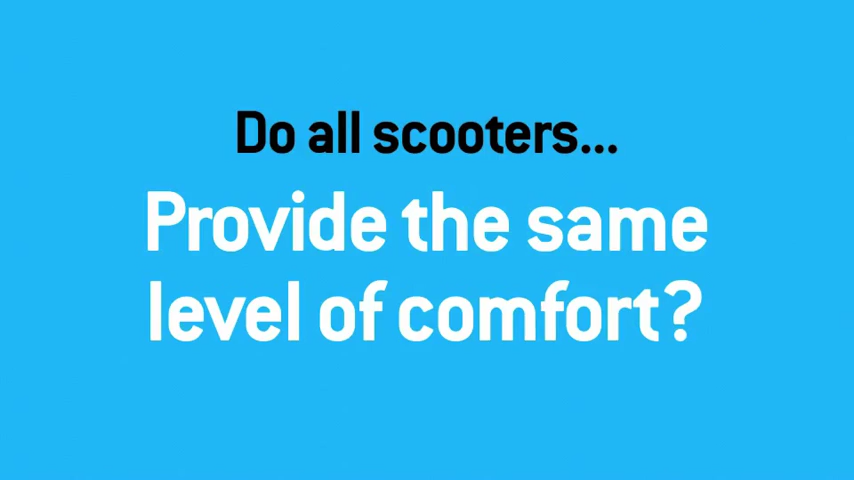 Do all scooters...
Provide the same
level of comfort?